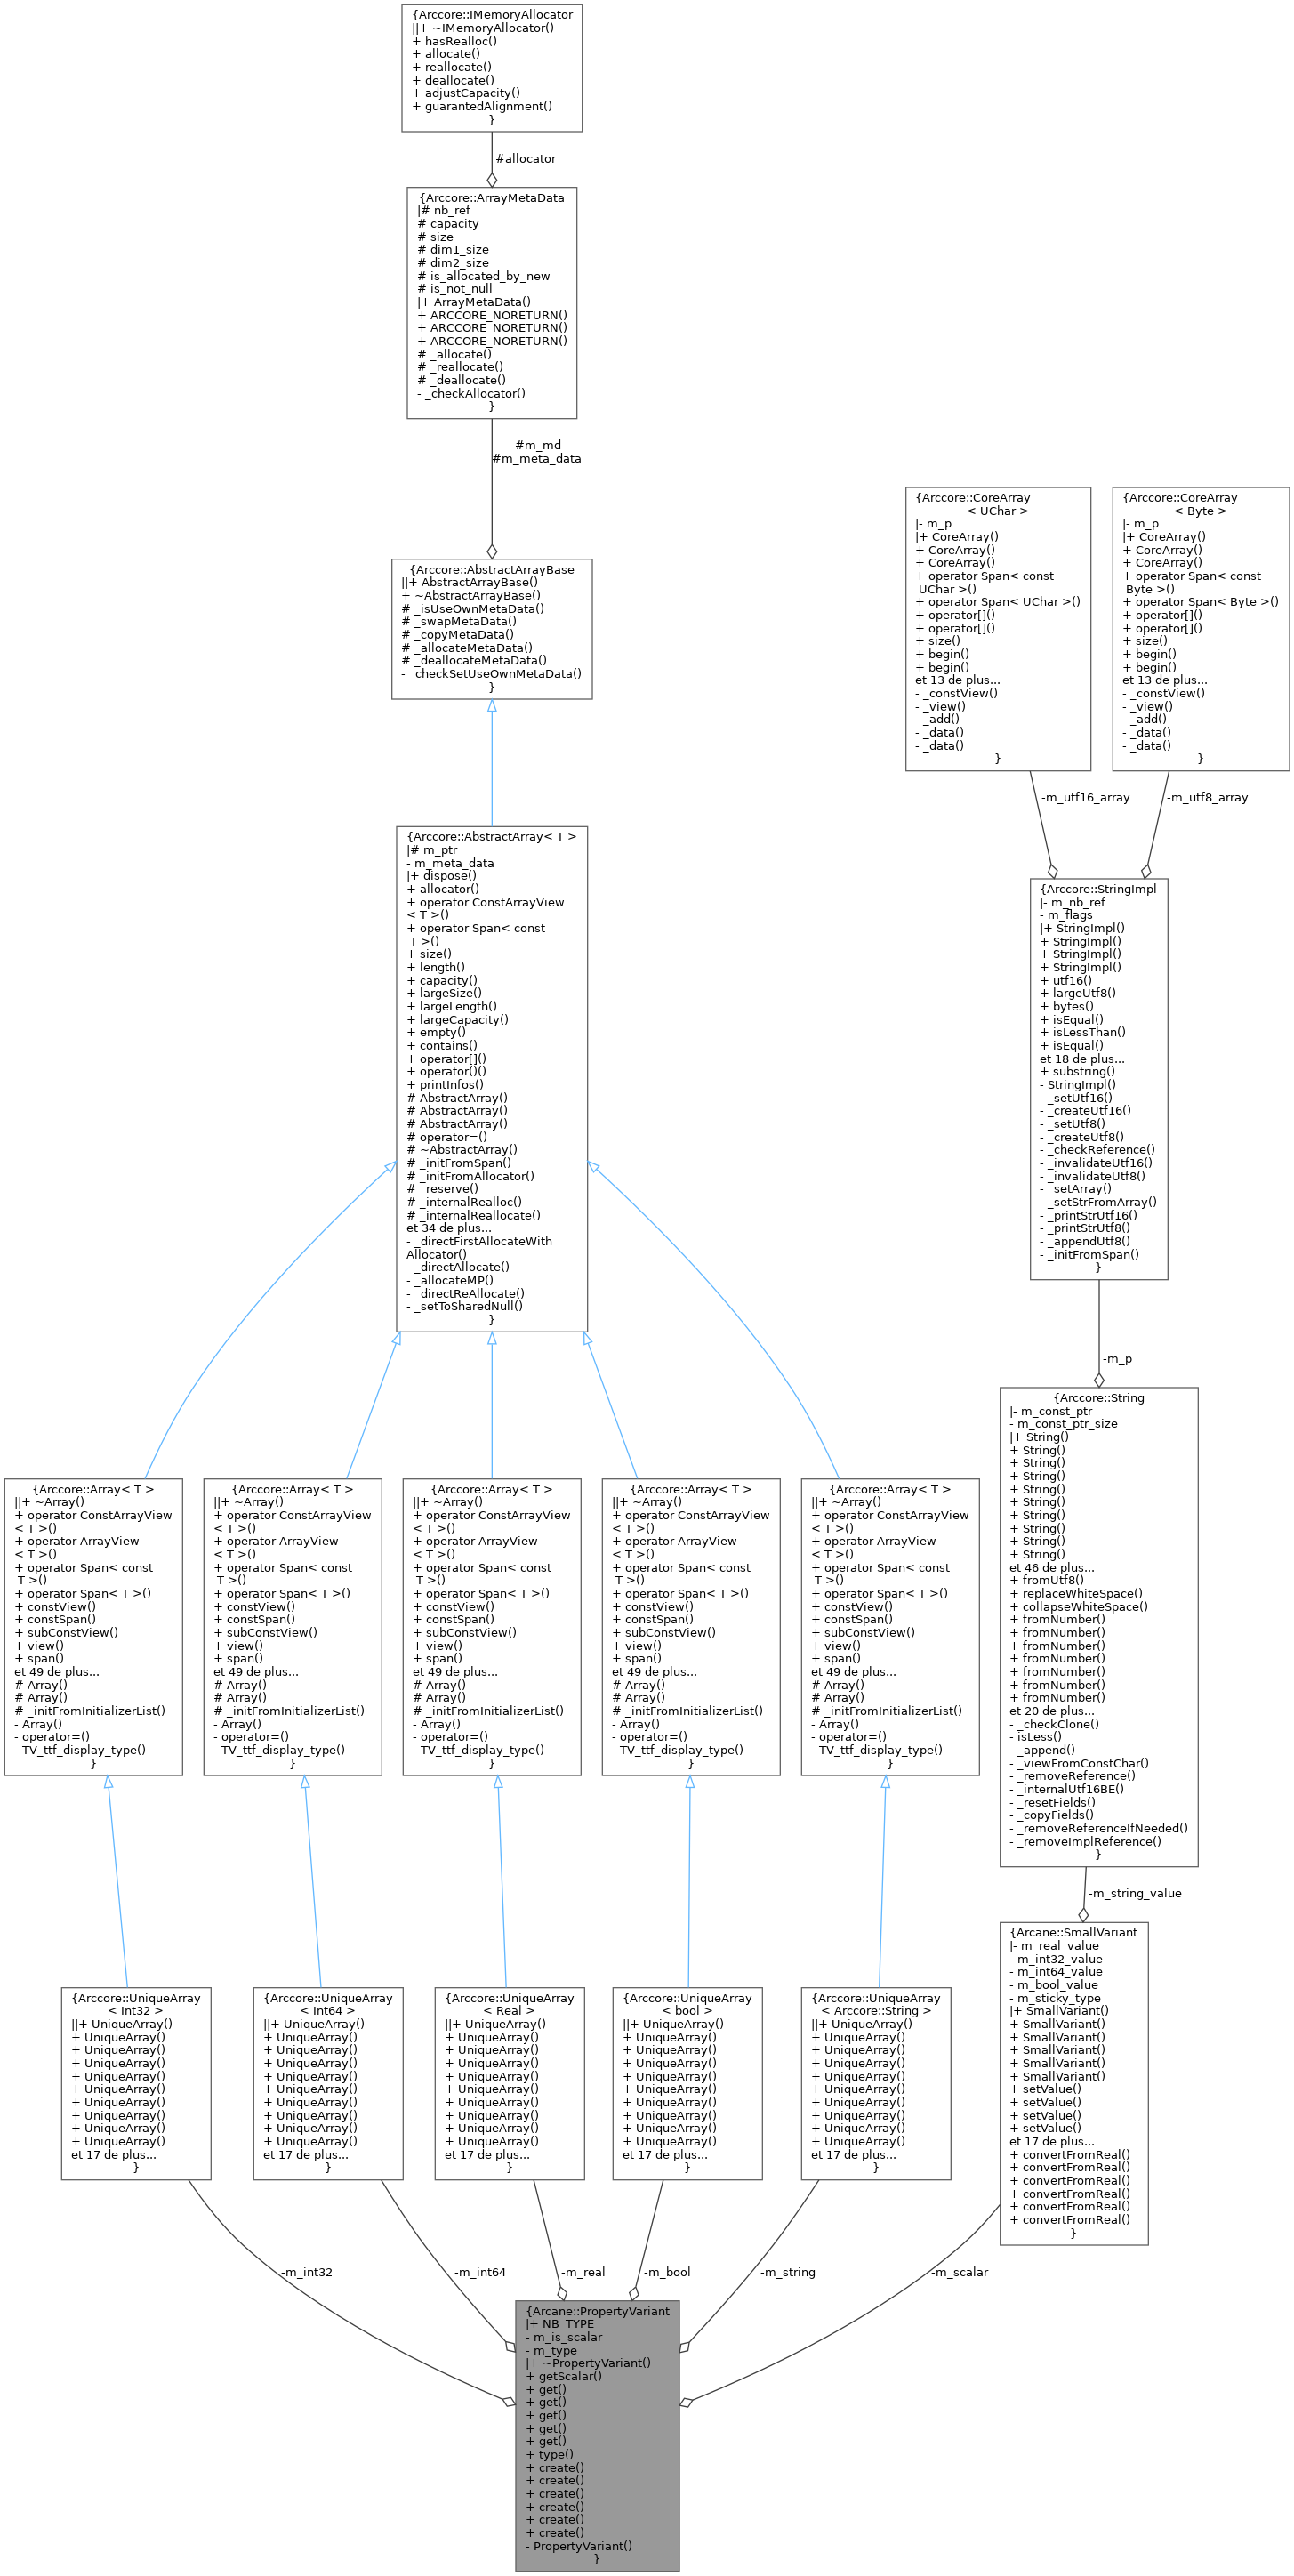 {Arccore::IMemoryAllocator
||+ ~IMemoryAllocator()
+ hasRealloc()
+ allocate()
+ reallocate()
+ deallocate()
+ adjustCapacity()
+ guarantedAlignment()
}
#allocator
{Arccore::ArrayMetaData
|# nb_ref
# capacity
# size
# dim1_size
# dim2_size
# is_allocated_by_new
# is_not_null
|+ ArrayMetaData()
+ ARCCORE_NORETURN()
+ ARCCORE_NORETURN()
+ ARCCORE_NORETURN()
# _allocate()
# _reallocate()
# _deallocate()
- _checkAllocator()
}
#m_md
#m_meta_data
{Arccore::AbstractArrayBase
||+ AbstractArrayBase()
+ ~AbstractArrayBase()
# _isUseOwnMetaData()
# _swapMetaData()
# _copyMetaData()
# _allocateMetaData()
# _deallocateMetaData()
- _checkSetUseOwnMetaData()
}
{Arccore::CoreArray
< UChar >
|- m_p
|+ CoreArray()
+ CoreArray()
+ CoreArray()
+ operator Span< const
UChar >()
+ operator Span< UChar >()
+ operator[]()
+ operator[]()
+ size()
+ begin()
+ begin()
et 13 de plus...
- _constView()
- _view()
- _add()
- _data()
- _data()
}
{Arccore::CoreArray
< Byte >
|- m_p
|+ CoreArray()
+ CoreArray()
+ CoreArray()
+ operator Span< const
Byte >()
+ operator Span< Byte >()
+ operator[]()
+ operator[]()
+ size()
+ begin()
+ begin()
et 13 de plus...
- _constView()
- _view()
- _add()
- _data()
- _data()
}
-m_utf16_array
-m_utf8_array
{Arccore::AbstractArray< T >
|# m_ptr
- m_meta_data
|+ dispose()
+ allocator()
+ operator ConstArrayView
< T >()
+ operator Span< const
T >()
+ size()
+ length()
+ capacity()
+ largeSize()
+ largeLength()
+ largeCapacity()
+ empty()
+ contains()
+ operator[]()
+ operator()()
+ printInfos()
# AbstractArray()
# AbstractArray()
# AbstractArray()
# operator=()
# ~AbstractArray()
# _initFromSpan()
# _initFromAllocator()
# _reserve()
# _internalRealloc()
# _internalReallocate()
et 34 de plus...
- _directFirstAllocateWith
Allocator()
- _directAllocate()
- _allocateMP()
- _directReAllocate()
- _setToSharedNull()
}
{Arccore::StringImpl
|- m_nb_ref
- m_flags
|+ StringImpl()
+ StringImpl()
+ StringImpl()
+ StringImpl()
+ utf16()
+ largeUtf8()
+ bytes()
+ isEqual()
+ isLessThan()
+ isEqual()
et 18 de plus...
+ substring()
- StringImpl()
- _setUtf16()
- _createUtf16()
- _setUtf8()
- _createUtf8()
- _checkReference()
- _invalidateUtf16()
- _invalidateUtf8()
- _setArray()
- _setStrFromArray()
- _printStrUtf16()
- _printStrUtf8()
- _appendUtf8()
- _initFromSpan()
}
-m_p
{Arccore::String
|- m_const_ptr
- m_const_ptr_size
|+ String()
+ String()
+ String()
+ String()
+ String()
+ String()
+ String()
+ String()
+ String()
+ String()
et 46 de plus...
+ fromUtf8()
+ replaceWhiteSpace()
+ collapseWhiteSpace()
+ fromNumber()
+ fromNumber()
+ fromNumber()
+ fromNumber()
+ fromNumber()
+ fromNumber()
+ fromNumber()
et 20 de plus...
- _checkClone()
- isLess()
- _append()
- _viewFromConstChar()
- _removeReference()
- _internalUtf16BE()
- _resetFields()
- _copyFields()
- _removeReferenceIfNeeded()
- _removeImplReference()
}
{Arccore::Array< T >
||+ ~Array()
+ operator ConstArrayView
< T >()
+ operator ArrayView
< T >()
+ operator Span< const
T >()
+ operator Span< T >()
+ constView()
+ constSpan()
+ subConstView()
+ view()
+ span()
et 49 de plus...
# Array()
# Array()
# _initFromInitializerList()
- Array()
- operator=()
- TV_ttf_display_type()
}
{Arccore::Array< T >
||+ ~Array()
+ operator ConstArrayView
< T >()
+ operator ArrayView
< T >()
+ operator Span< const
T >()
+ operator Span< T >()
+ constView()
+ constSpan()
+ subConstView()
+ view()
+ span()
et 49 de plus...
# Array()
# Array()
# _initFromInitializerList()
- Array()
- operator=()
- TV_ttf_display_type()
}
{Arccore::Array< T >
||+ ~Array()
+ operator ConstArrayView
< T >()
+ operator ArrayView
< T >()
+ operator Span< const
T >()
+ operator Span< T >()
+ constView()
+ constSpan()
+ subConstView()
+ view()
+ span()
et 49 de plus...
# Array()
# Array()
# _initFromInitializerList()
- Array()
- operator=()
- TV_ttf_display_type()
}
{Arccore::Array< T >
||+ ~Array()
+ operator ConstArrayView
< T >()
+ operator ArrayView
< T >()
+ operator Span< const
T >()
+ operator Span< T >()
+ constView()
+ constSpan()
+ subConstView()
+ view()
+ span()
et 49 de plus...
# Array()
# Array()
# _initFromInitializerList()
- Array()
- operator=()
- TV_ttf_display_type()
}
{Arccore::Array< T >
||+ ~Array()
+ operator ConstArrayView
< T >()
+ operator ArrayView
< T >()
+ operator Span< const
T >()
+ operator Span< T >()
+ constView()
+ constSpan()
+ subConstView()
+ view()
+ span()
et 49 de plus...
# Array()
# Array()
# _initFromInitializerList()
- Array()
- operator=()
- TV_ttf_display_type()
}
-m_string_value
{Arccore::UniqueArray
< Int32 >
||+ UniqueArray()
+ UniqueArray()
+ UniqueArray()
+ UniqueArray()
+ UniqueArray()
+ UniqueArray()
+ UniqueArray()
+ UniqueArray()
+ UniqueArray()
+ UniqueArray()
et 17 de plus...
}
{Arccore::UniqueArray
< Int64 >
||+ UniqueArray()
+ UniqueArray()
+ UniqueArray()
+ UniqueArray()
+ UniqueArray()
+ UniqueArray()
+ UniqueArray()
+ UniqueArray()
+ UniqueArray()
+ UniqueArray()
et 17 de plus...
}
{Arccore::UniqueArray
< Real >
||+ UniqueArray()
+ UniqueArray()
+ UniqueArray()
+ UniqueArray()
+ UniqueArray()
+ UniqueArray()
+ UniqueArray()
+ UniqueArray()
+ UniqueArray()
+ UniqueArray()
et 17 de plus...
}
{Arccore::UniqueArray
< bool >
||+ UniqueArray()
+ UniqueArray()
+ UniqueArray()
+ UniqueArray()
+ UniqueArray()
+ UniqueArray()
+ UniqueArray()
+ UniqueArray()
+ UniqueArray()
+ UniqueArray()
et 17 de plus...
}
{Arccore::UniqueArray
< Arccore::String >
||+ UniqueArray()
+ UniqueArray()
+ UniqueArray()
+ UniqueArray()
+ UniqueArray()
+ UniqueArray()
+ UniqueArray()
+ UniqueArray()
+ UniqueArray()
+ UniqueArray()
et 17 de plus...
}
{Arcane::SmallVariant
|- m_real_value
- m_int32_value
- m_int64_value
- m_bool_value
- m_sticky_type
|+ SmallVariant()
+ SmallVariant()
+ SmallVariant()
+ SmallVariant()
+ SmallVariant()
+ SmallVariant()
+ setValue()
+ setValue()
+ setValue()
+ setValue()
et 17 de plus...
+ convertFromReal()
+ convertFromReal()
+ convertFromReal()
+ convertFromReal()
+ convertFromReal()
+ convertFromReal()
}
-m_int32
-m_int64
-m_real
-m_bool
-m_string
-m_scalar
{Arcane::PropertyVariant
|+ NB_TYPE
- m_is_scalar
- m_type
|+ ~PropertyVariant()
+ getScalar()
+ get()
+ get()
+ get()
+ get()
+ get()
+ type()
+ create()
+ create()
+ create()
+ create()
+ create()
+ create()
- PropertyVariant()
}